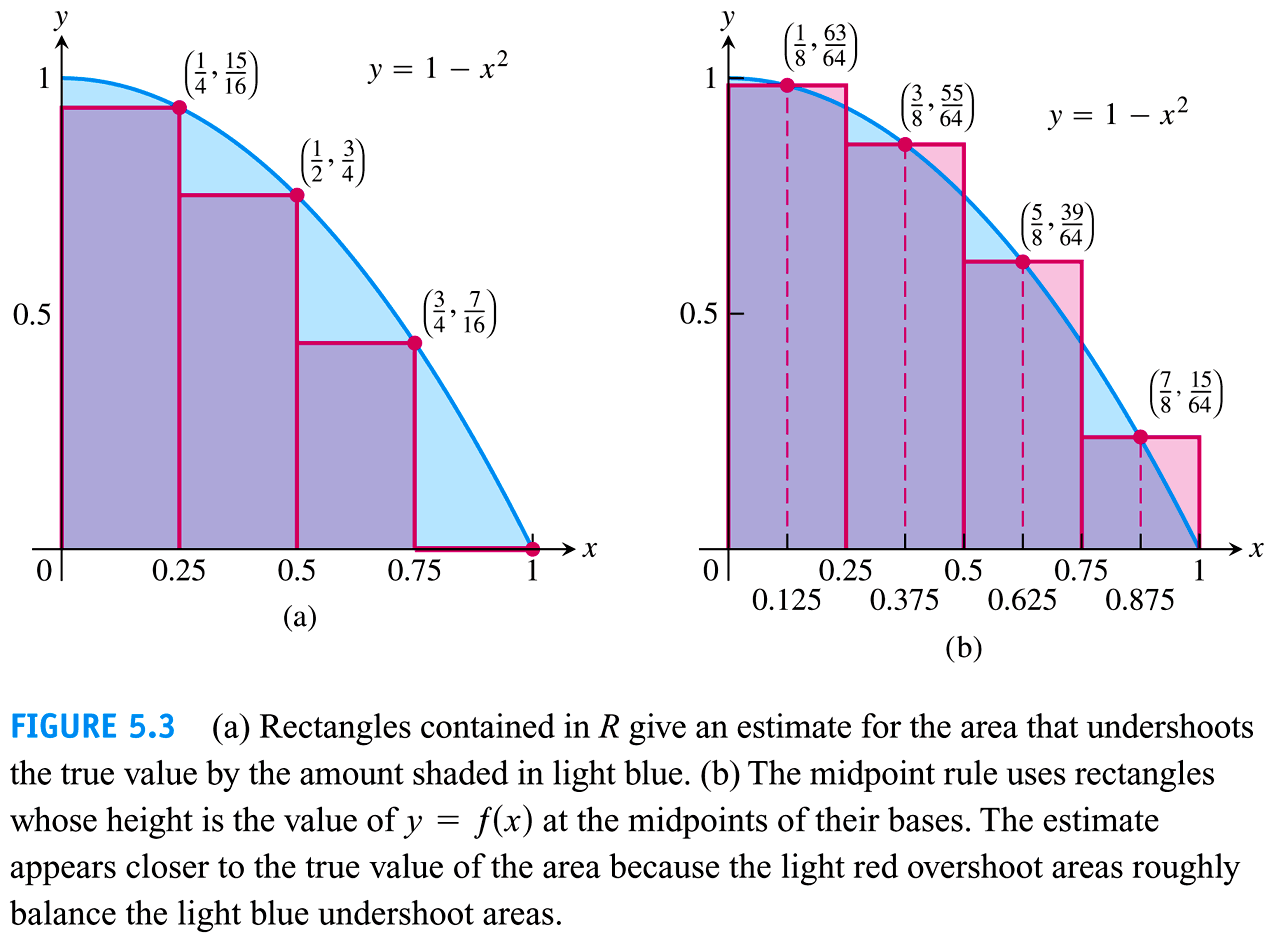 y
1
(1/4, 15/16)
y = 1 − x²
(1/2, 3/4)
0.5
(3/4, 7/16)
x
0 0.25 0.5 0.75 1
(a)
y
1
(1/8, 63/64)
(3/8, 55/64)
y = 1 − x²
(5/8, 39/64)
0.5
(7/8, 15/64)
x
0 0.25 0.5 0.75 1
0.125 0.375 0.625 0.875
(b)
FIGURE 5.3 (a) Rectangles contained in R give an estimate for the area that undershoots
the true value by the amount shaded in light blue. (b) The midpoint rule uses rectangles
whose height is the value of y = f(x) at the midpoints of their bases. The estimate
appears closer to the true value of the area because the light red overshoot areas roughly
balance the light blue undershoot areas.